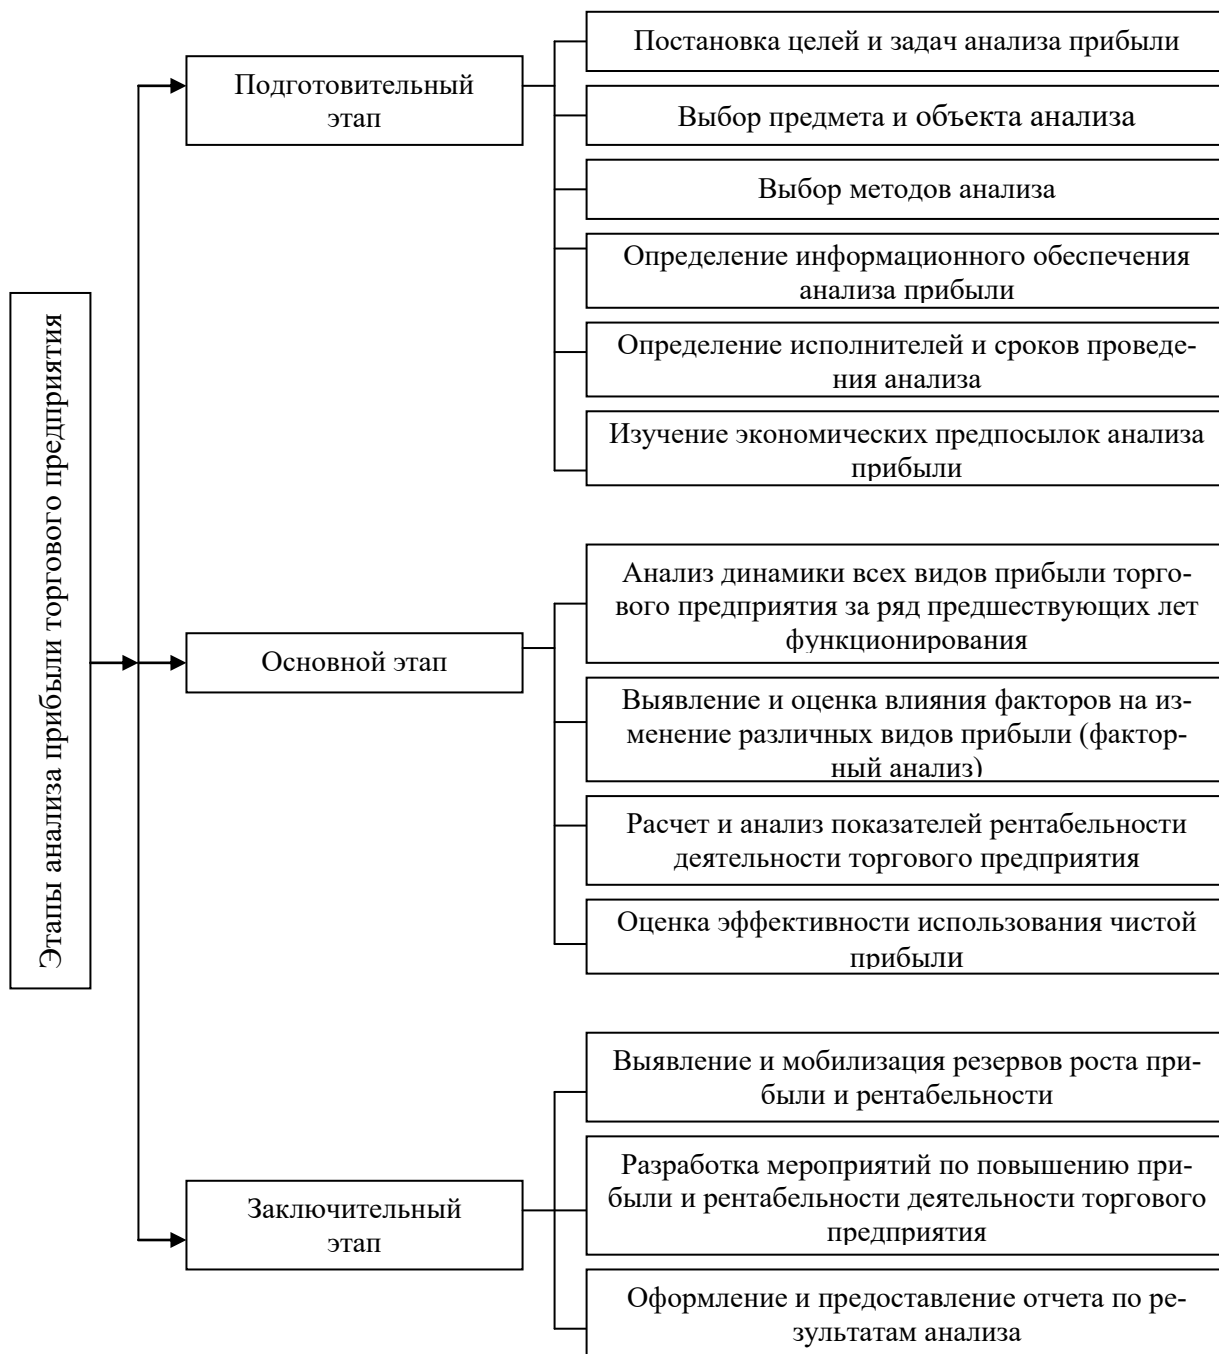 Этапы анализа прибыли торгового предприятия
Подготовительный
этап
Постановка целей и задач анализа прибыли
Выбор предмета и объекта анализа
Выбор методов анализа
Определение информационного обеспечения
анализа прибыли
Определение исполнителей и сроков проведе-
ния анализа
Изучение экономических предпосылок анализа
прибыли
Основной этап
Анализ динамики всех видов прибыли торго-
вого предприятия за ряд предшествующих лет
функционирования
Выявление и оценка влияния факторов на из-
менение различных видов прибыли (фактор-
ный анализ)
Расчет и анализ показателей рентабельности
деятельности торгового предприятия
Оценка эффективности использования чистой
прибыли
Заключительный
этап
Выявление и мобилизация резервов роста при-
были и рентабельности
Разработка мероприятий по повышению при-
были и рентабельности деятельности торгового
предприятия
Оформление и предоставление отчета по ре-
зультатам анализа